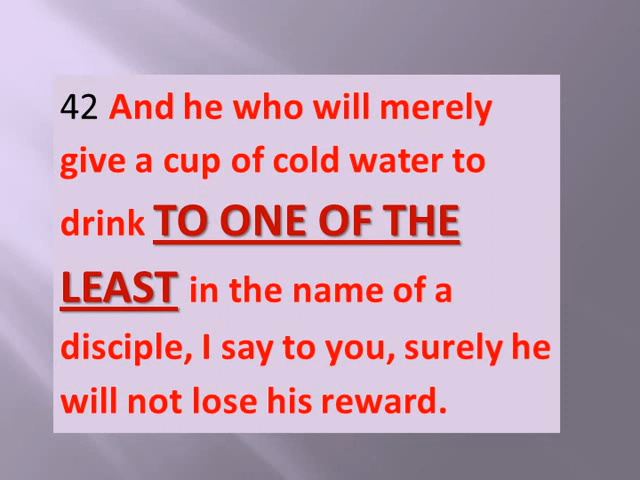 42 And he who will merely
give a cup of cold water to
drink TO ONE OF THE
LEAST in the name of a
disciple, I say to you, surely he
will not lose his reward.